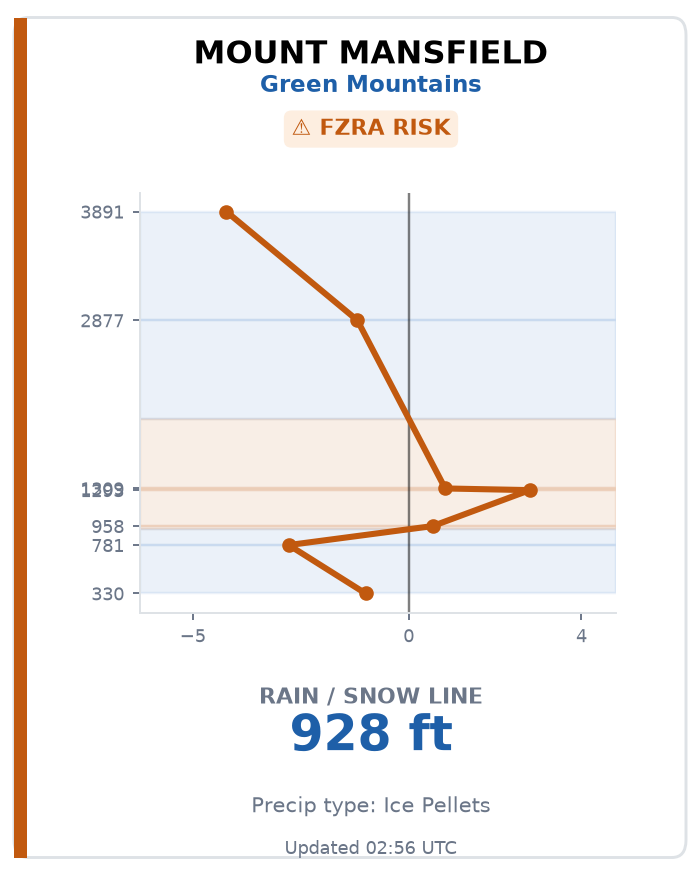 MOUNT MANSFIELD
Green Mountains
⚠ FZRA RISK
3891
2877
958
781
330
−5 0 4
RAIN / SNOW LINE
928 ft
Precip type: Ice Pellets
Updated 02:56 UTC